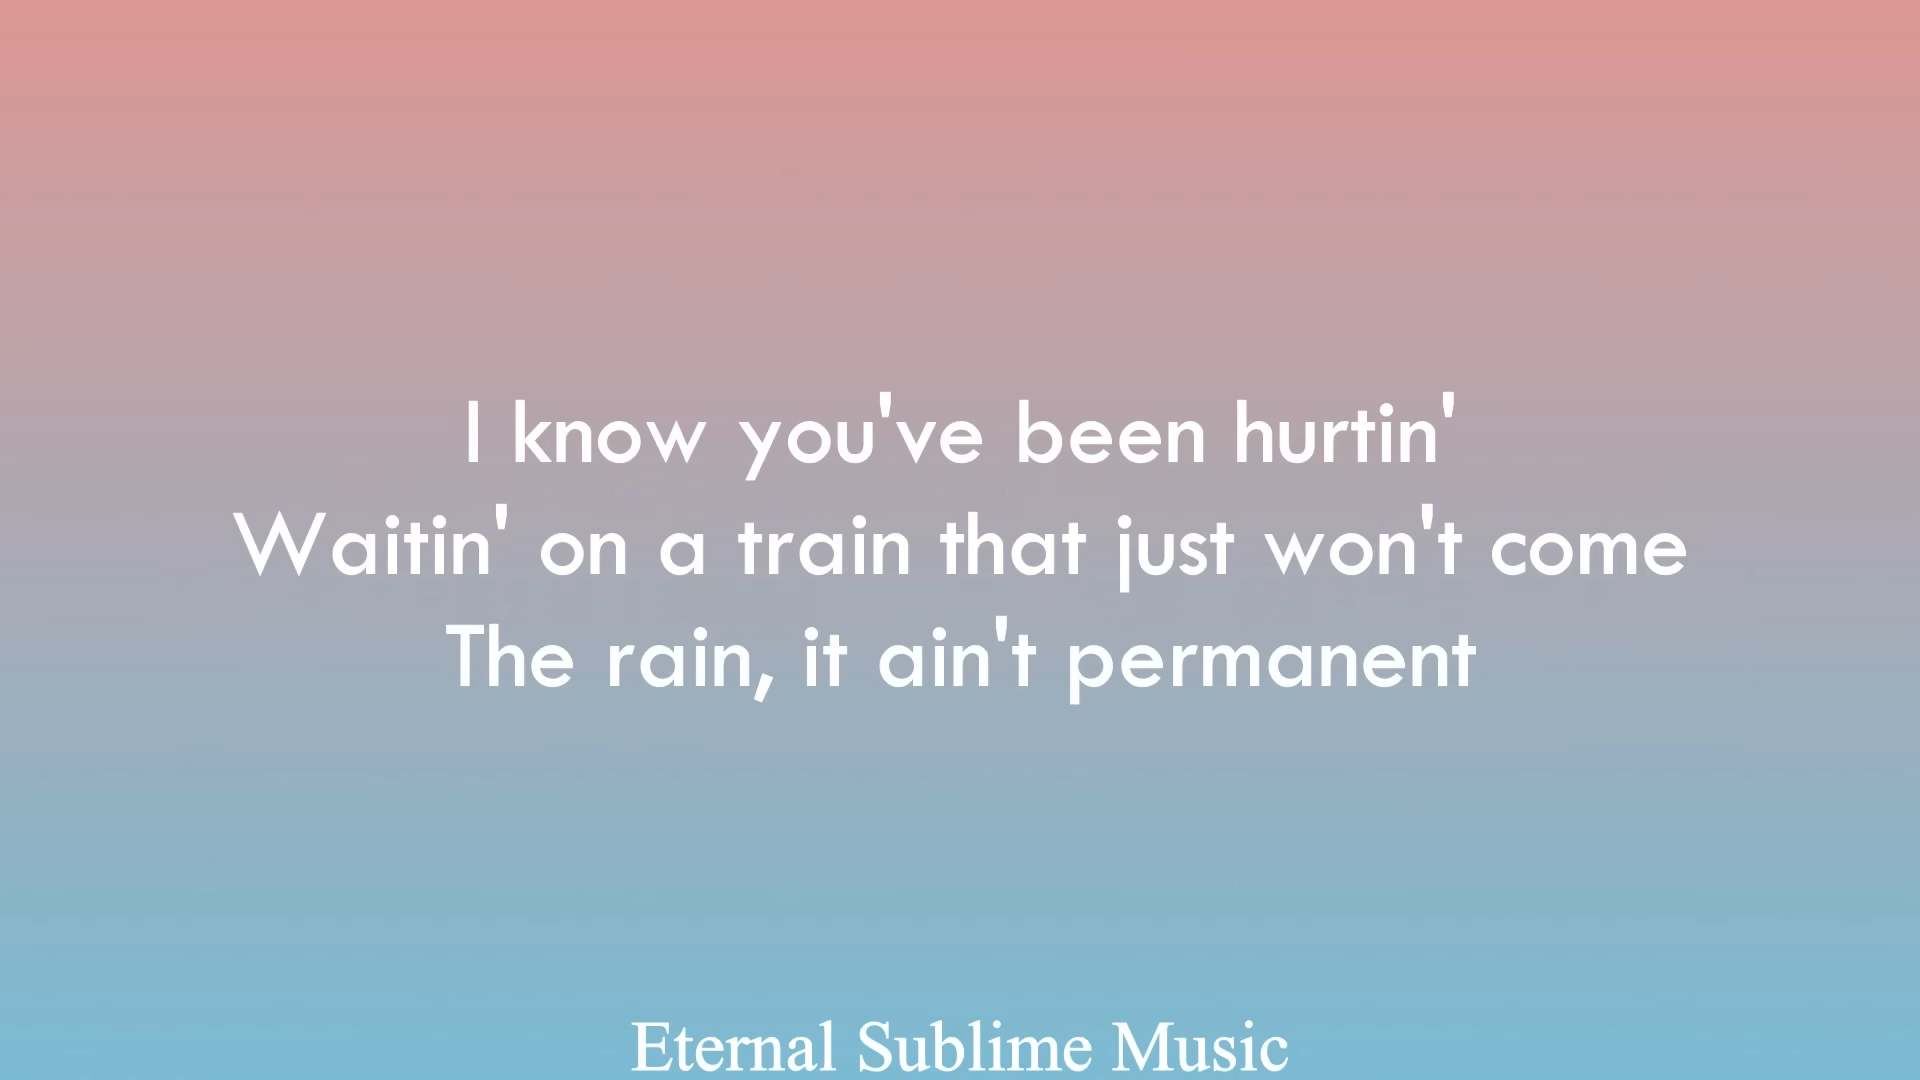 I know you've been hurtin'
Waitin' on a train that just won't come
The rain, it ain't permanent
Eternal Sublime Music